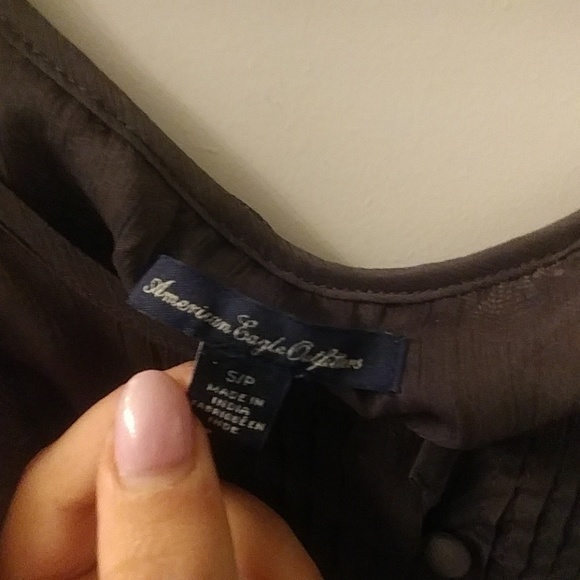 American Eagle Outfitters
S/P
MADE IN
INDIA
FABRIQUÉ EN
INDE